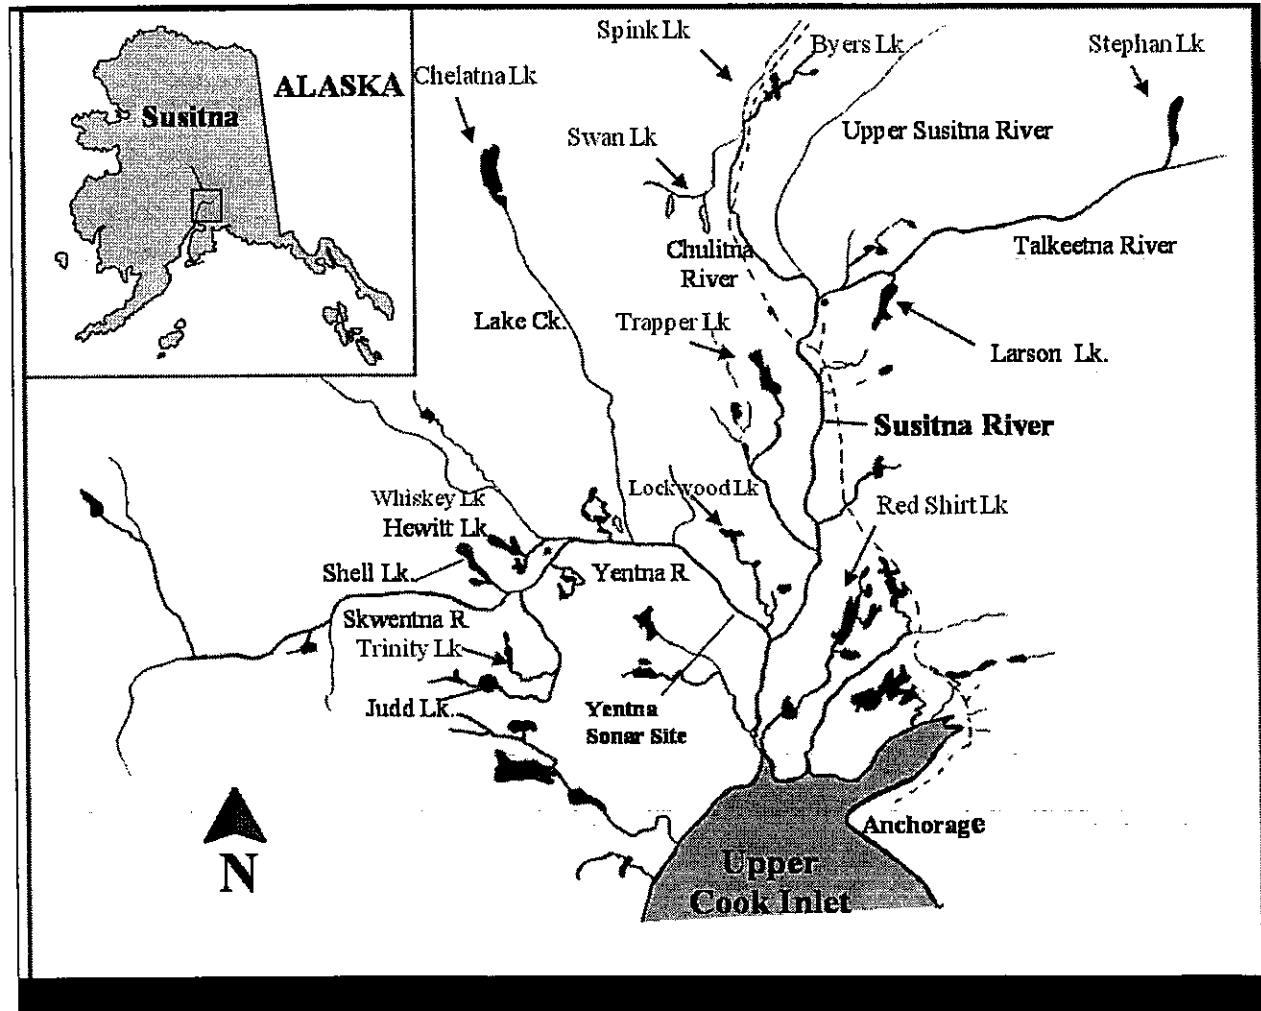 ALASKA
Susitna
Chelatna Lk
Spink Lk
Byers Lk
Stephan Lk
Swan Lk
Upper Susitna River
Chulitna
River
Talkeetna River
Lake Ck.
Trapper Lk
Larson Lk.
Susitna River
Whiskey Lk
Hewitt Lk
Lockwood Lk
Red Shirt Lk
Shell Lk.
Yentna R
Skwentna R
Trinity Lk
Judd Lk.
Yentna
Sonar Site
N
Anchorage
Upper
Cook Inlet